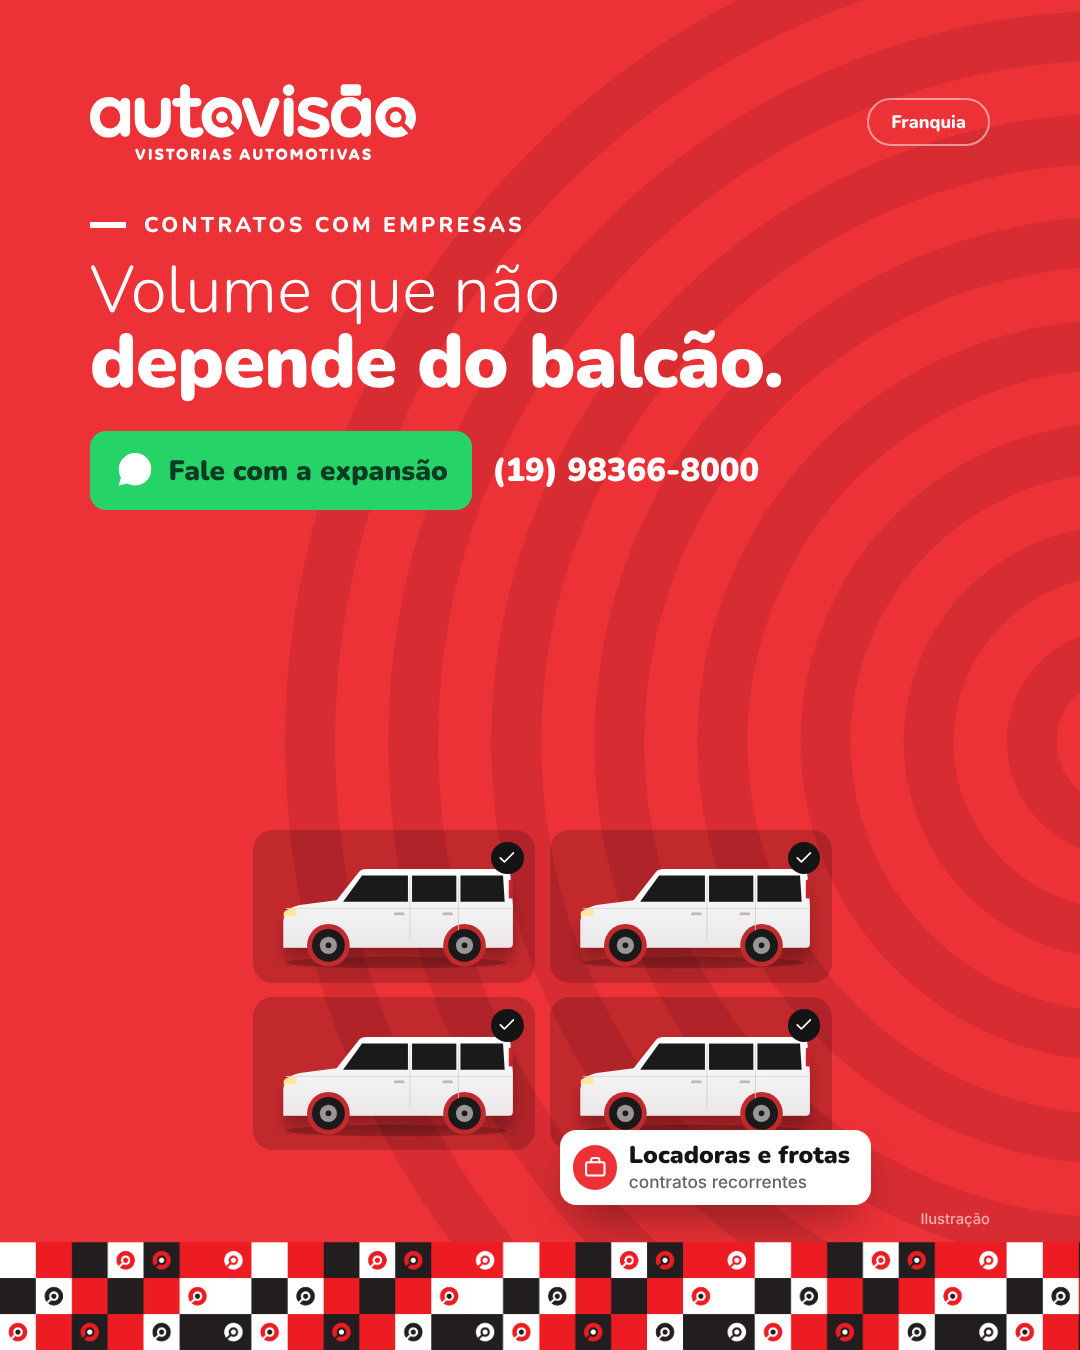 autovisão
VISTORIAS AUTOMOTIVAS
Franquia
CONTRATOS COM EMPRESAS
Volume que não
depende do balcão.
Fale com a expansão
(19) 98366-8000
Locadoras e frotas
contratos recorrentes
Ilustração